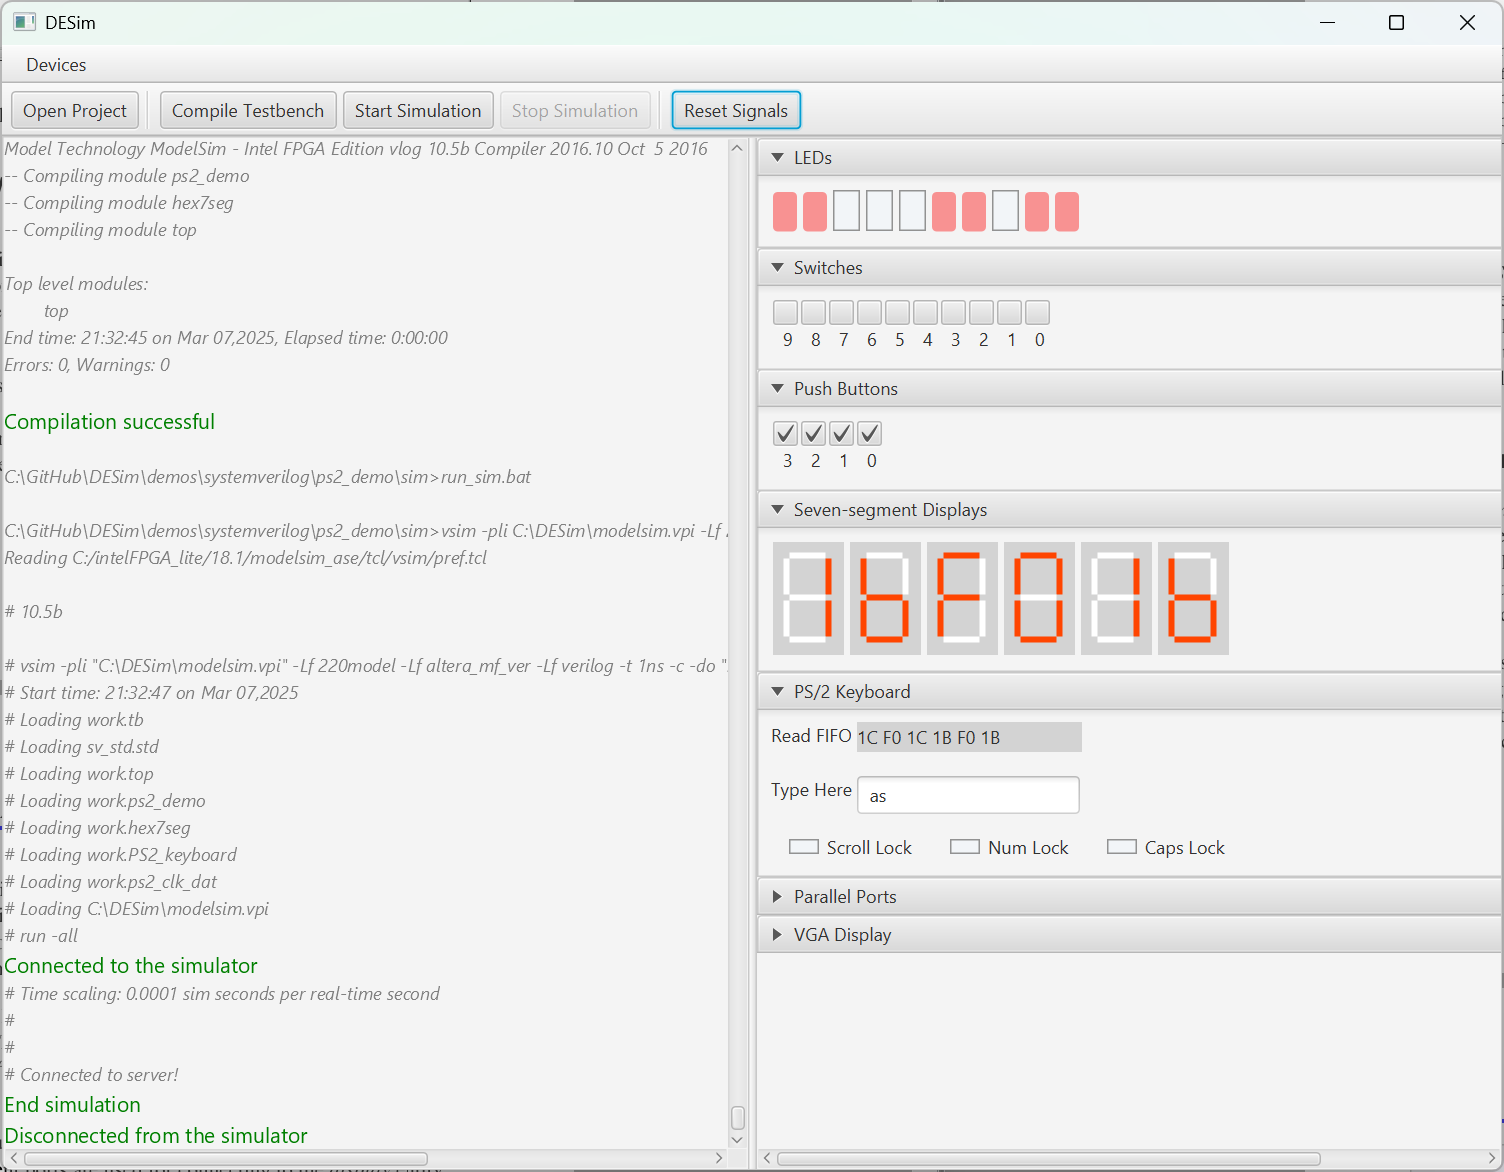 DESim
Devices
Open Project
Compile Testbench
Start Simulation
Stop Simulation
Reset Signals
Model Technology ModelSim - Intel FPGA Edition vlog 10.5b Compiler 2016.10 Oct  5 2016
-- Compiling module ps2_demo
-- Compiling module hex7seg
-- Compiling module top
Top level modules:
top
End time: 21:32:45 on Mar 07,2025, Elapsed time: 0:00:00
Errors: 0, Warnings: 0
Compilation successful
C:\GitHub\DESim\demos\systemverilog\ps2_demo\sim>run_sim.bat
C:\GitHub\DESim\demos\systemverilog\ps2_demo\sim>vsim -pli C:\DESim\modelsim.vpi -Lf
Reading C:/intelFPGA_lite/18.1/modelsim_ase/tcl/vsim/pref.tcl
# 10.5b
# vsim -pli "C:\DESim\modelsim.vpi" -Lf 220model -Lf altera_mf_ver -Lf verilog -t 1ns -c -do "
# Start time: 21:32:47 on Mar 07,2025
# Loading work.tb
# Loading sv_std.std
# Loading work.top
# Loading work.ps2_demo
# Loading work.hex7seg
# Loading work.PS2_keyboard
# Loading work.ps2_clk_dat
# Loading C:\DESim\modelsim.vpi
# run -all
Connected to the simulator
# Time scaling: 0.0001 sim seconds per real-time second
#
#
# Connected to server!
End simulation
Disconnected from the simulator
LEDs
Switches
9 8 7 6 5 4 3 2 1 0
Push Buttons
3 2 1 0
Seven-segment Displays
1bF01b
PS/2 Keyboard
Read FIFO 1C F0 1C 1B F0 1B
Type Here as
Scroll Lock Num Lock Caps Lock
Parallel Ports
VGA Display